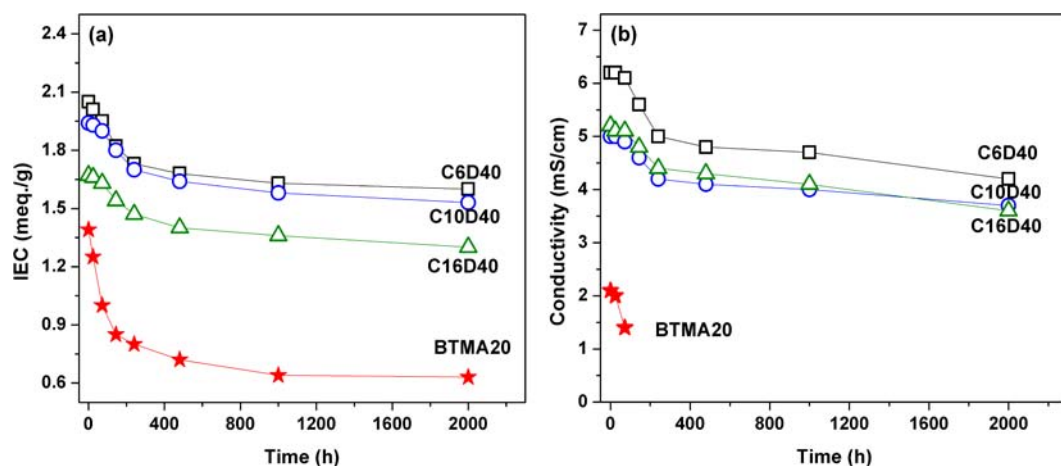 (a)
IEC (meq./g)
2.4
2.1
1.8
1.5
1.2
0.9
0.6
C6D40
C10D40
C16D40
BTMA20
0 400 800 1200 1600 2000
Time (h)
(b)
Conductivity (mS/cm)
7
6
5
4
3
2
1
0
C6D40
C10D40
C16D40
BTMA20
0 400 800 1200 1600 2000
Time (h)